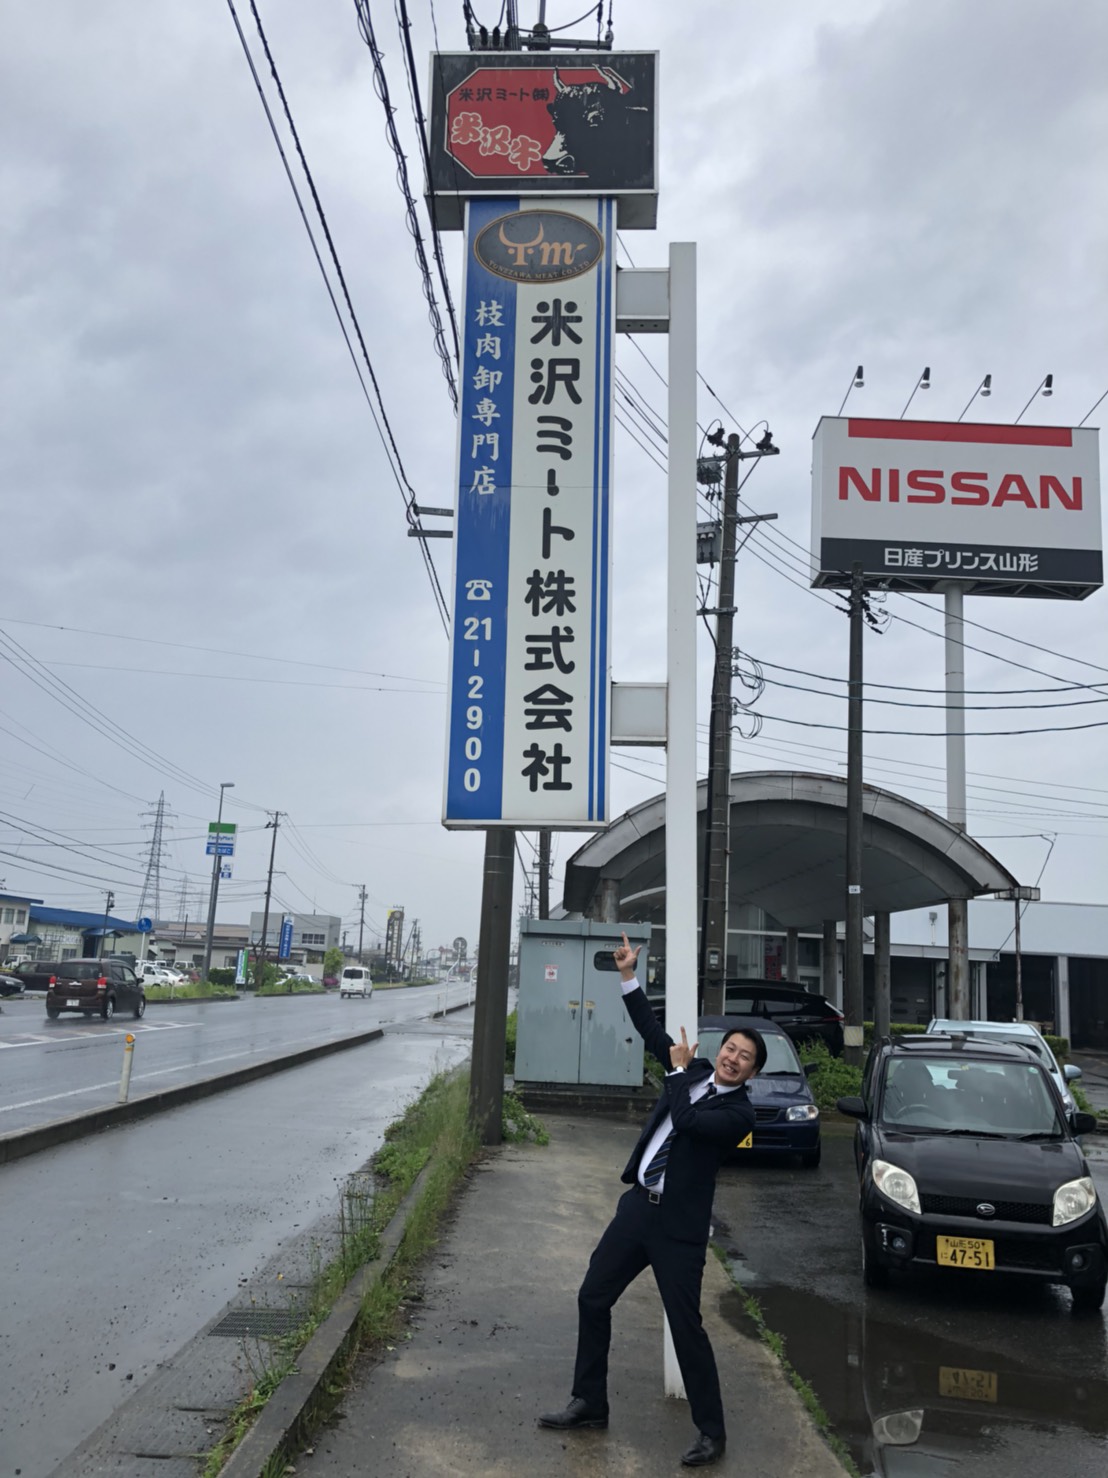 米沢ミート㈱
米沢牛
Ym
YONEZAWA MEAT CO.LTD
枝肉卸専門店
☎21-2900
米沢ミート株式会社
NISSAN
日産プリンス山形
FamilyMart
山形50
に47-51